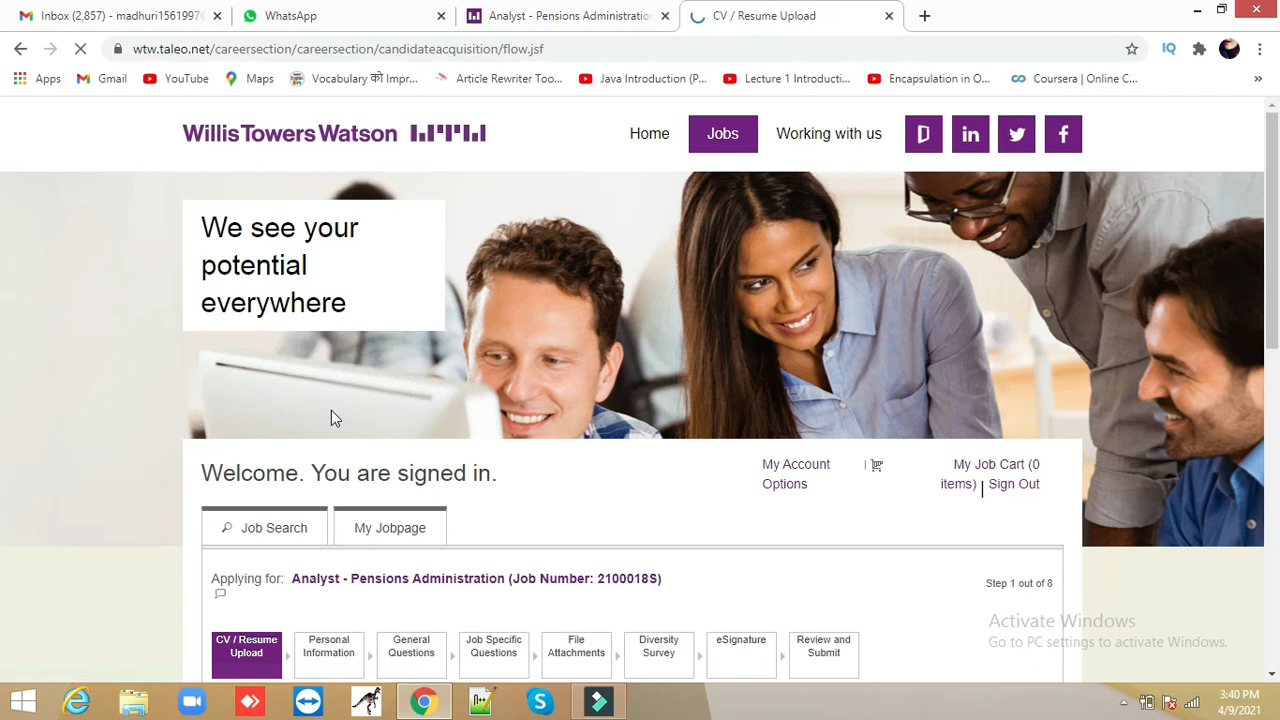 Inbox (2,857) - madhuri1561997@
WhatsApp
Analyst - Pensions Administration
CV / Resume Upload
wtw.taleo.net/careersection/careersection/candidateacquisition/flow.jsf
IQ
Apps
Gmail
YouTube
Maps
Vocabulary को Impr...
Article Rewriter Too...
Java Introduction (P...
Lecture 1 Introducti...
Encapsulation in O...
Coursera | Online C...
»
Willis Towers Watson
Home
Jobs
Working with us
We see your
potential
everywhere
Welcome. You are signed in.
My Account
Options
My Job Cart (0
items) | Sign Out
Job Search
My Jobpage
Applying for: Analyst - Pensions Administration (Job Number: 2100018S)
Step 1 out of 8
CV / Resume
Upload
Personal
Information
General
Questions
Job Specific
Questions
File
Attachments
Diversity
Survey
eSignature
Review and
Submit
Activate Windows
Go to PC settings to activate Windows.
3:40 PM
4/9/2021